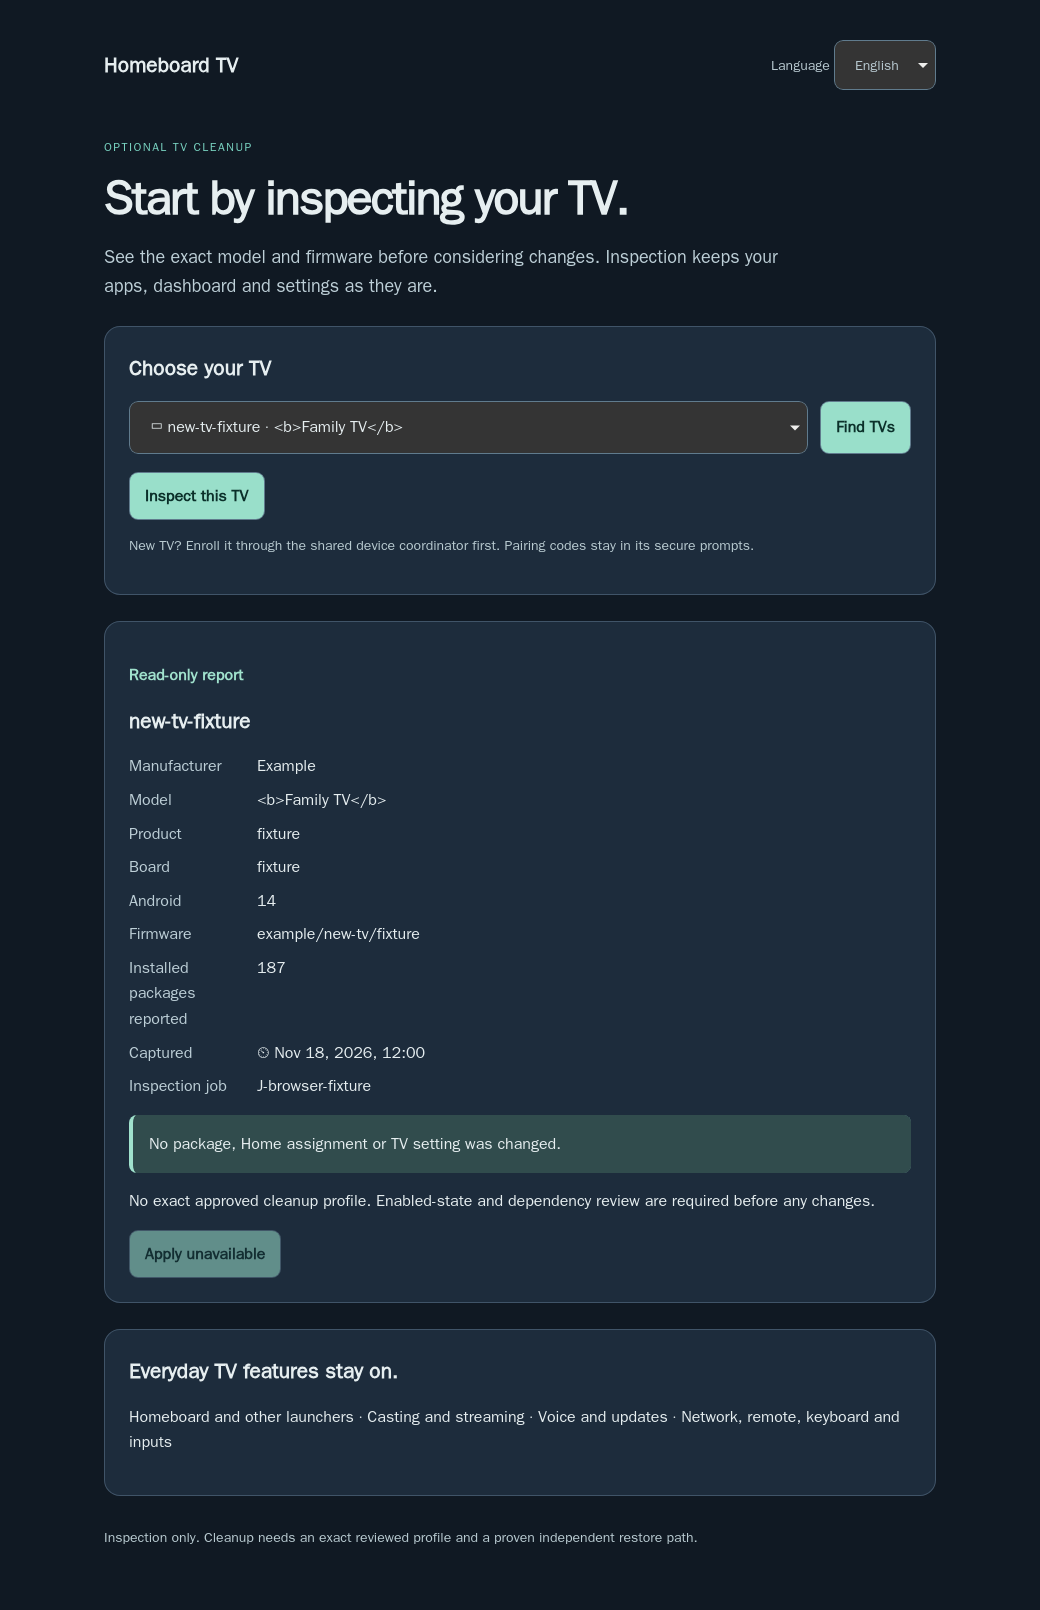 Homeboard TV
Language English
OPTIONAL TV CLEANUP
Start by inspecting your TV.
See the exact model and firmware before considering changes. Inspection keeps your
apps, dashboard and settings as they are.
Choose your TV
new-tv-fixture · <b>Family TV</b>
Find TVs
Inspect this TV
New TV? Enroll it through the shared device coordinator first. Pairing codes stay in its secure prompts.
Read-only report
new-tv-fixture
Manufacturer Example
Model <b>Family TV</b>
Product fixture
Board fixture
Android 14
Firmware example/new-tv/fixture
Installed 187
packages
reported
Captured ⏲ Nov 18, 2026, 12:00
Inspection job J-browser-fixture
No package, Home assignment or TV setting was changed.
No exact approved cleanup profile. Enabled-state and dependency review are required before any changes.
Apply unavailable
Everyday TV features stay on.
Homeboard and other launchers · Casting and streaming · Voice and updates · Network, remote, keyboard and
inputs
Inspection only. Cleanup needs an exact reviewed profile and a proven independent restore path.